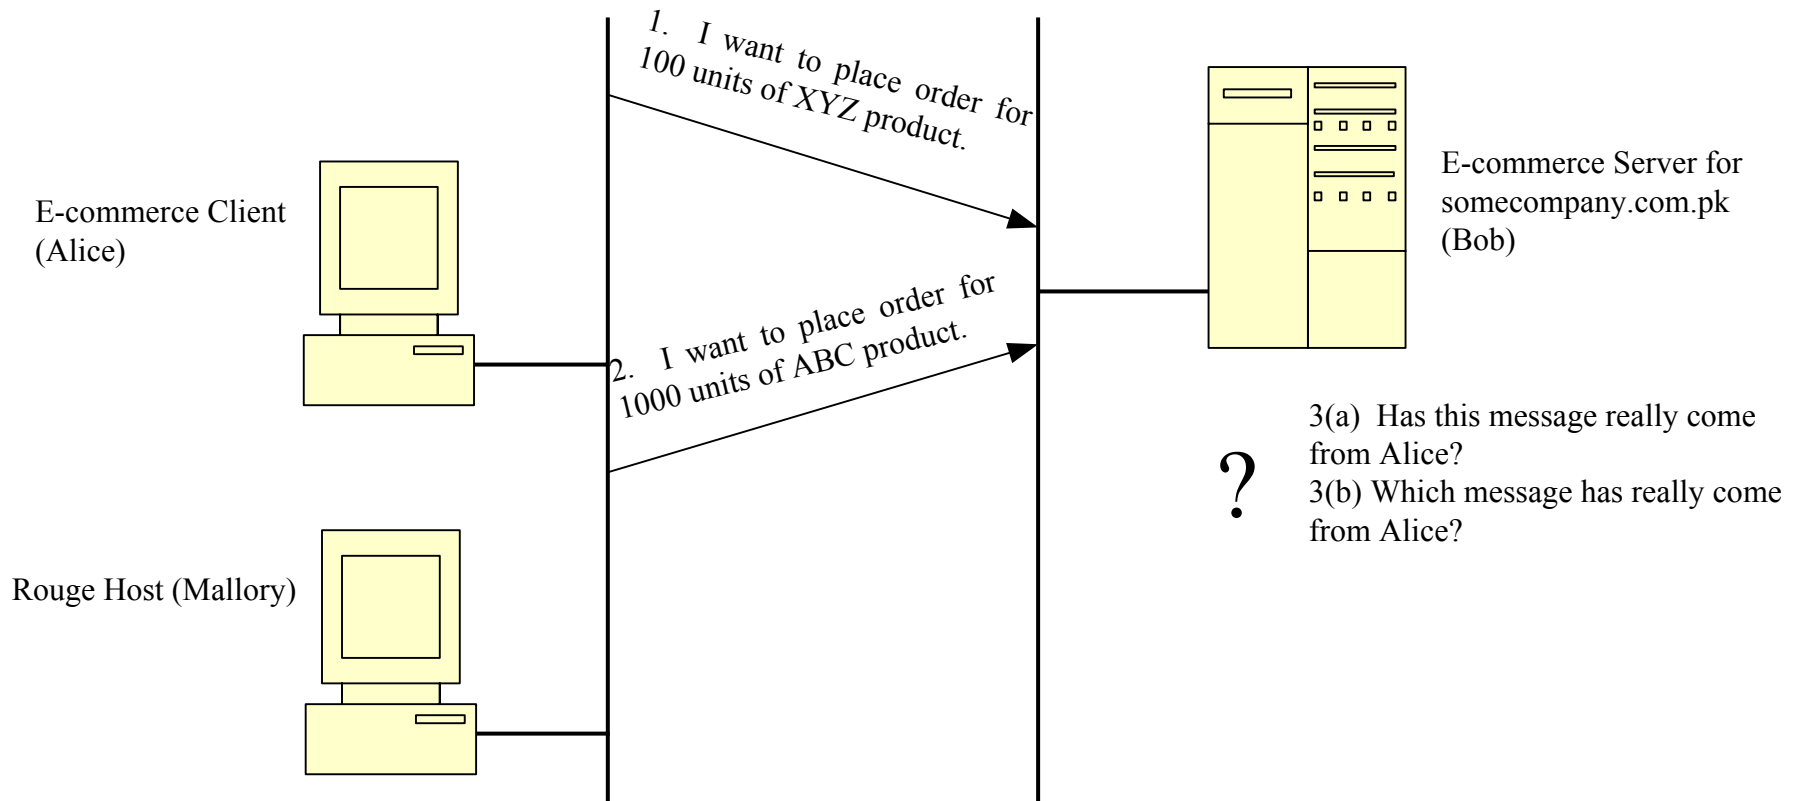 1. I want to place order for
100 units of XYZ product.
E-commerce Client
(Alice)
E-commerce Server for
somecompany.com.pk
(Bob)
2. I want to place order for
1000 units of ABC product.
3(a) Has this message really come
from Alice?
3(b) Which message has really come
from Alice?
?
Rouge Host (Mallory)